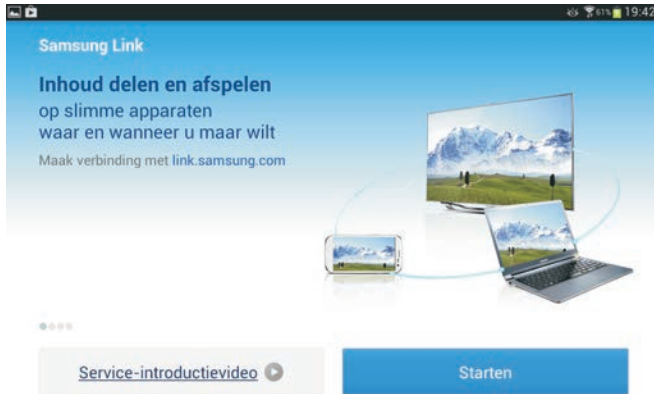 61% 19:42
Samsung Link
Inhoud delen en afspelen
op slimme apparaten
waar en wanneer u maar wilt
Maak verbinding met link.samsung.com
Service-introductievideo
Starten